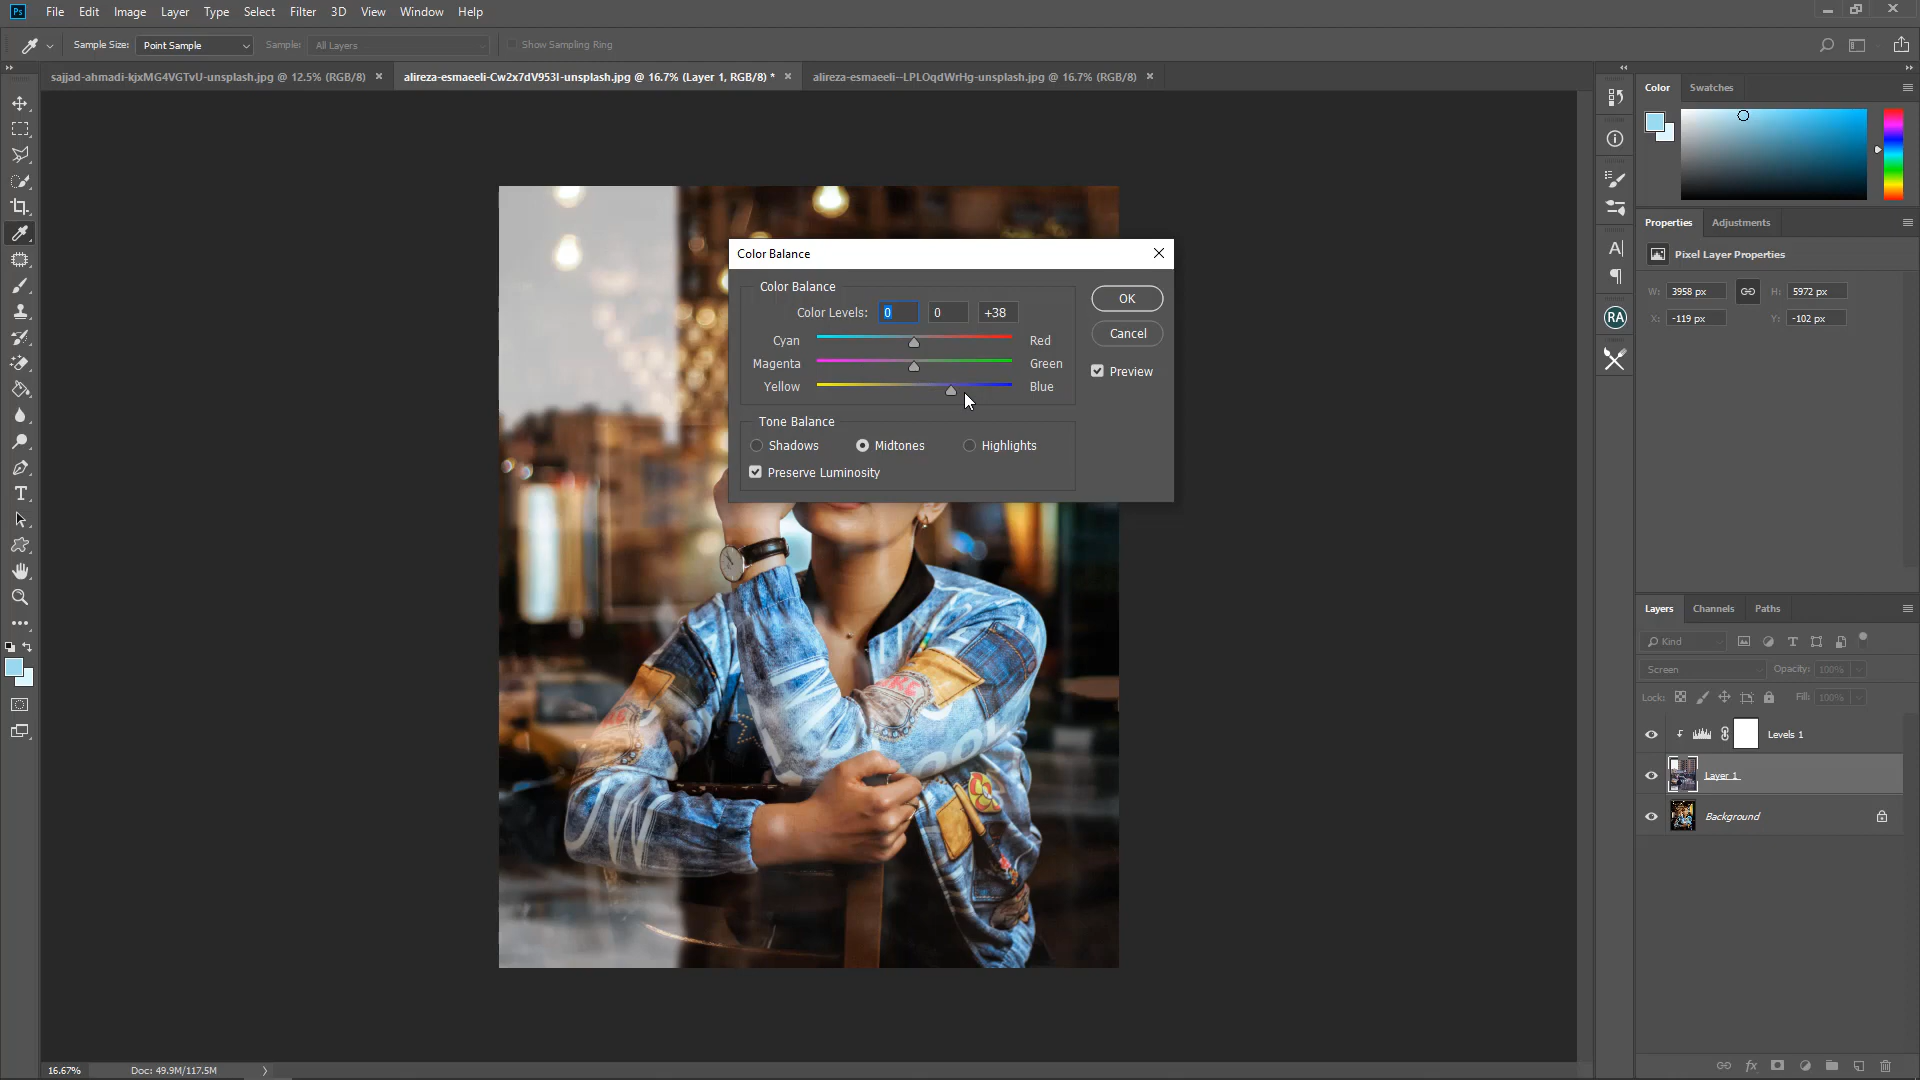 Ps File Edit Image Layer Type Select Filter 3D View Window Help
Sample Size: Point Sample Sample: All Layers Show Sampling Ring
sajjad-ahmadi-kjxMG4VGTvU-unsplash.jpg @ 12.5% (RGB/8) alireza-esmaeeli-Cw2x7dV953I-unsplash.jpg @ 16.7% (Layer 1, RGB/8) * alireza-esmaeeli--LPLOqdWrHg-unsplash.jpg @ 16.7% (RGB/8)
Color Swatches
Properties Adjustments
Pixel Layer Properties
W: 3958 px H: 5972 px
X: -119 px Y: -102 px
RA
Color Balance
Color Balance
Color Levels: 0 0 +38
OK
Cancel
Preview
Cyan Red
Magenta Green
Yellow Blue
Tone Balance
Shadows Midtones Highlights
Preserve Luminosity
Layers Channels Paths
Kind
Screen Opacity: 100%
Lock: Fill: 100%
Levels 1
Layer 1
Background
fx
16.67% Doc: 49.9M/117.5M